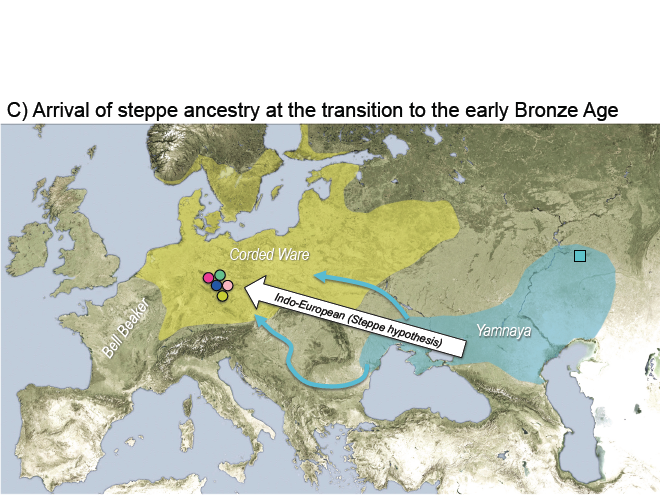 C) Arrival of steppe ancestry at the transition to the early Bronze Age
Corded Ware
Indo-European (Steppe hypothesis)
Yamnaya
Bell Beaker